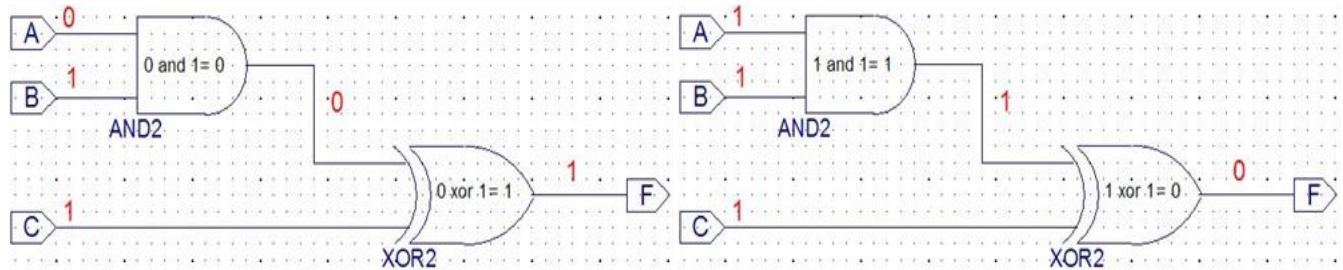 A 0
0 and 1= 0
B 1
AND2
0
0 xor 1= 1
1
F
C 1
XOR2
A 1
1 and 1= 1
B 1
AND2
1
1 xor 1= 0
0
F
C 1
XOR2